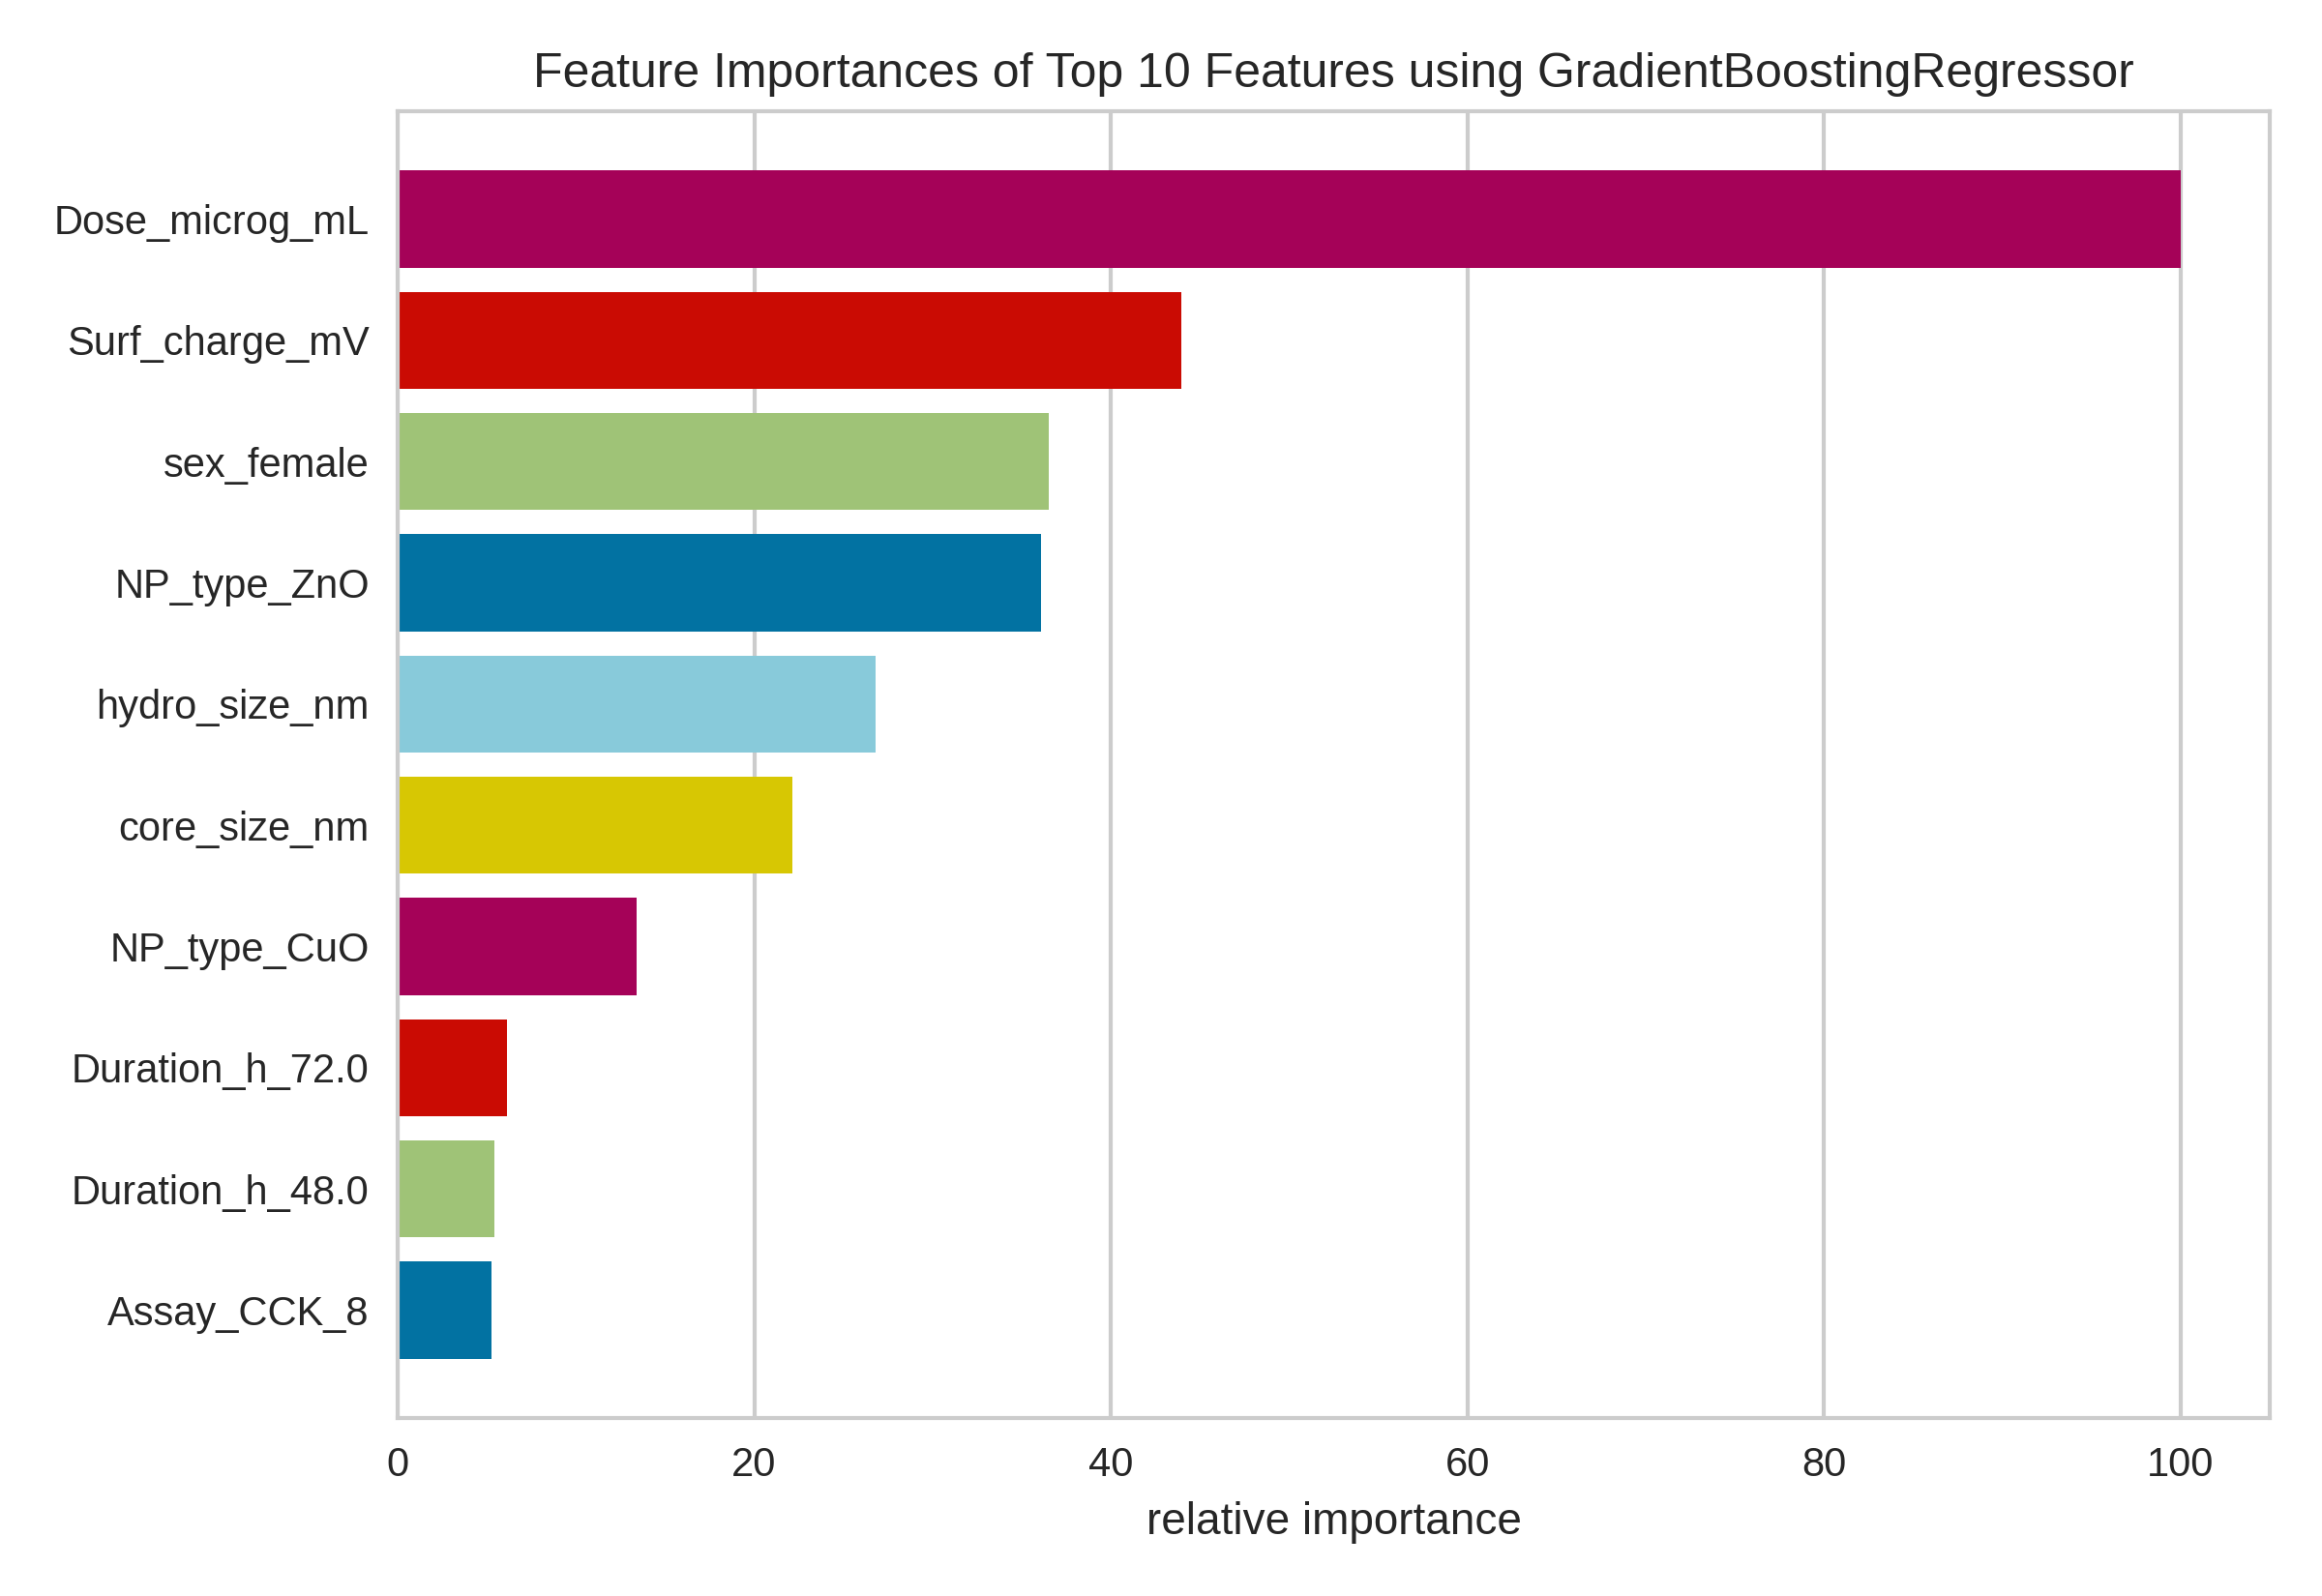 Feature Importances of Top 10 Features using GradientBoostingRegressor
Dose_microg_mL
Surf_charge_mV
sex_female
NP_type_ZnO
hydro_size_nm
core_size_nm
NP_type_CuO
Duration_h_72.0
Duration_h_48.0
Assay_CCK_8
0 20 40 60 80 100
relative importance